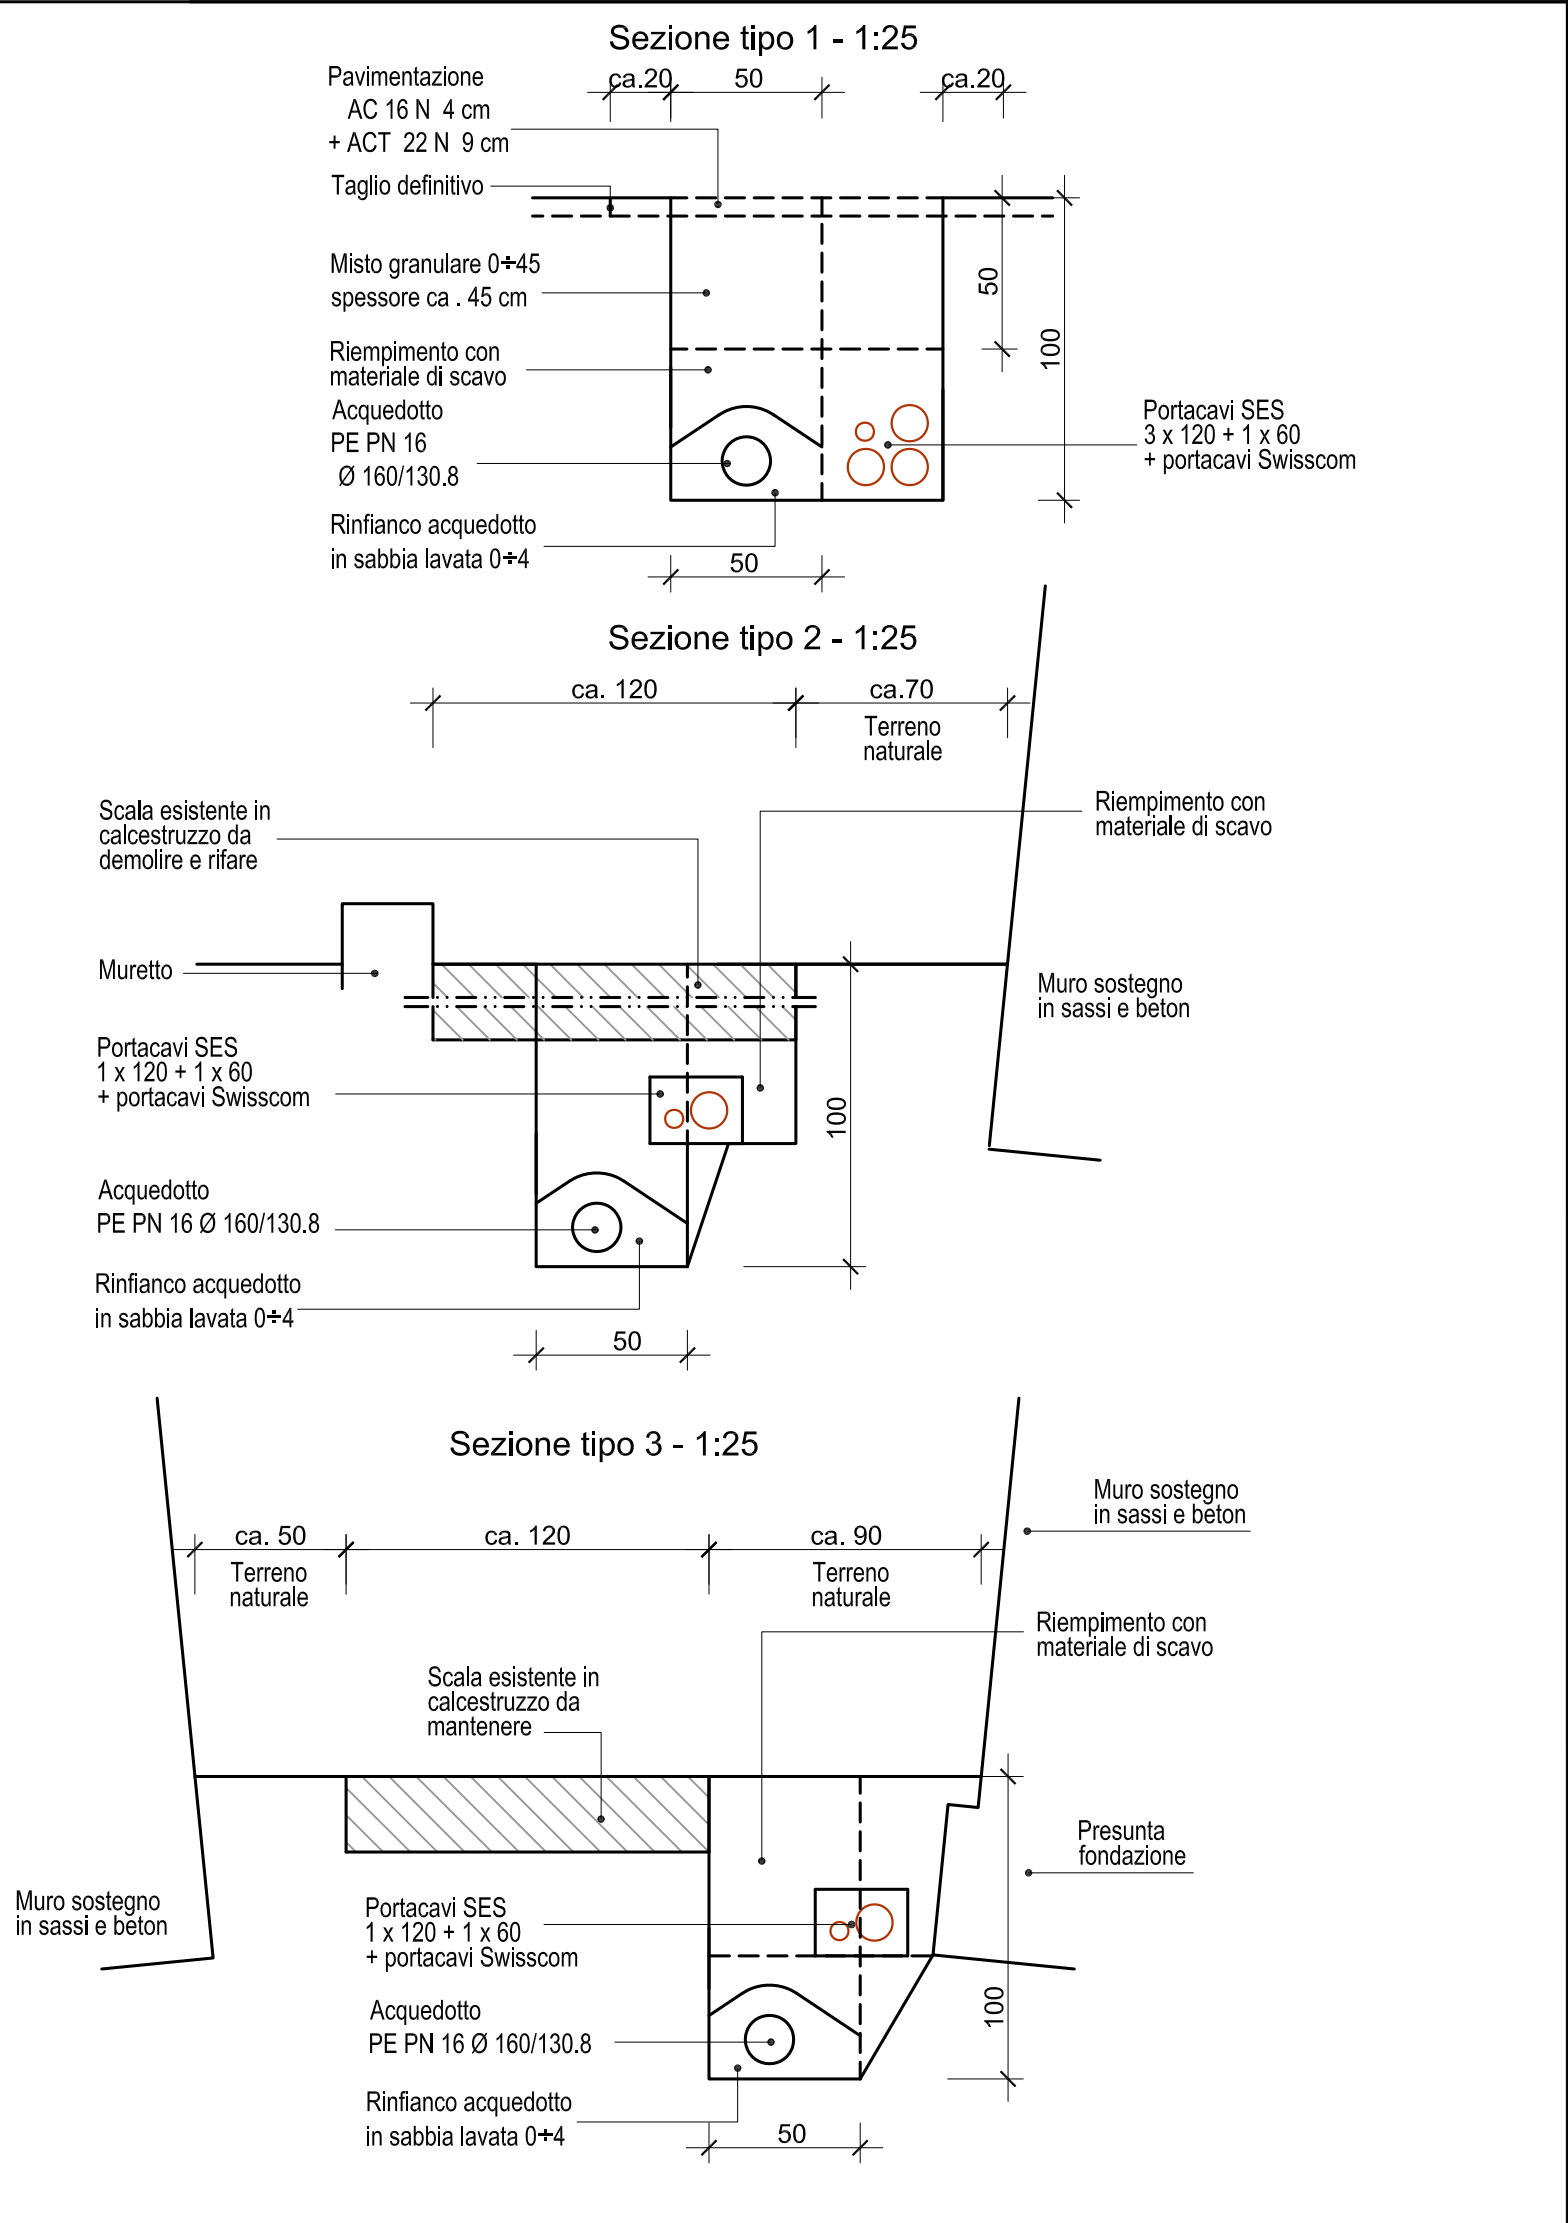 Sezione tipo 1 - 1:25
Pavimentazione
AC 16 N 4 cm
+ ACT 22 N 9 cm
ca.20
50
ca.20
Taglio definitivo
Misto granulare 0÷45
spessore ca . 45 cm
50
100
Riempimento con
materiale di scavo
Acquedotto
PE PN 16
Ø 160/130.8
Portacavi SES
3 x 120 + 1 x 60
+ portacavi Swisscom
Rinfianco acquedotto
in sabbia lavata 0÷4
50
Sezione tipo 2 - 1:25
ca. 120
ca.70
Terreno
naturale
Scala esistente in
calcestruzzo da
demolire e rifare
Riempimento con
materiale di scavo
Muretto
Muro sostegno
in sassi e beton
Portacavi SES
1 x 120 + 1 x 60
+ portacavi Swisscom
100
Acquedotto
PE PN 16 Ø 160/130.8
Rinfianco acquedotto
in sabbia lavata 0÷4
50
Sezione tipo 3 - 1:25
Muro sostegno
in sassi e beton
ca. 50
ca. 120
ca. 90
Terreno
naturale
Terreno
naturale
Riempimento con
materiale di scavo
Scala esistente in
calcestruzzo da
mantenere
Presunta
fondazione
Muro sostegno
in sassi e beton
Portacavi SES
1 x 120 + 1 x 60
+ portacavi Swisscom
100
Acquedotto
PE PN 16 Ø 160/130.8
Rinfianco acquedotto
in sabbia lavata 0÷4
50